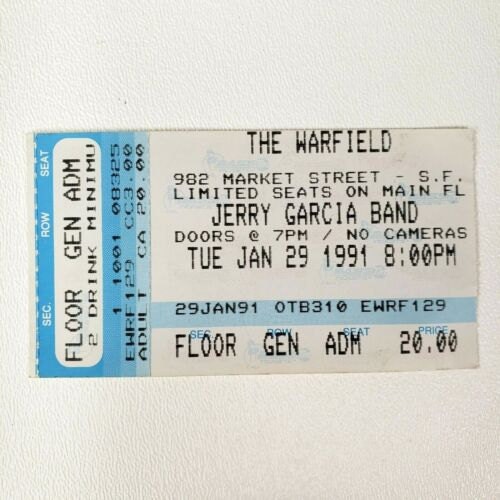 SEC. ROW SEAT
FLOOR GEN ADM
2 DRINK MINIMU
1 1001 08325
EWRF129 CC3.00
ADULT CA 20.00
THE WARFIELD
982 MARKET STREET - S.F.
LIMITED SEATS ON MAIN FL
JERRY GARCIA BAND
DOORS @ 7PM / NO CAMERAS
TUE JAN 29 1991 8:00PM
29JAN91 OTB310 EWRF129
SEC. ROW SEAT PRICE
FLOOR GEN ADM 20.00